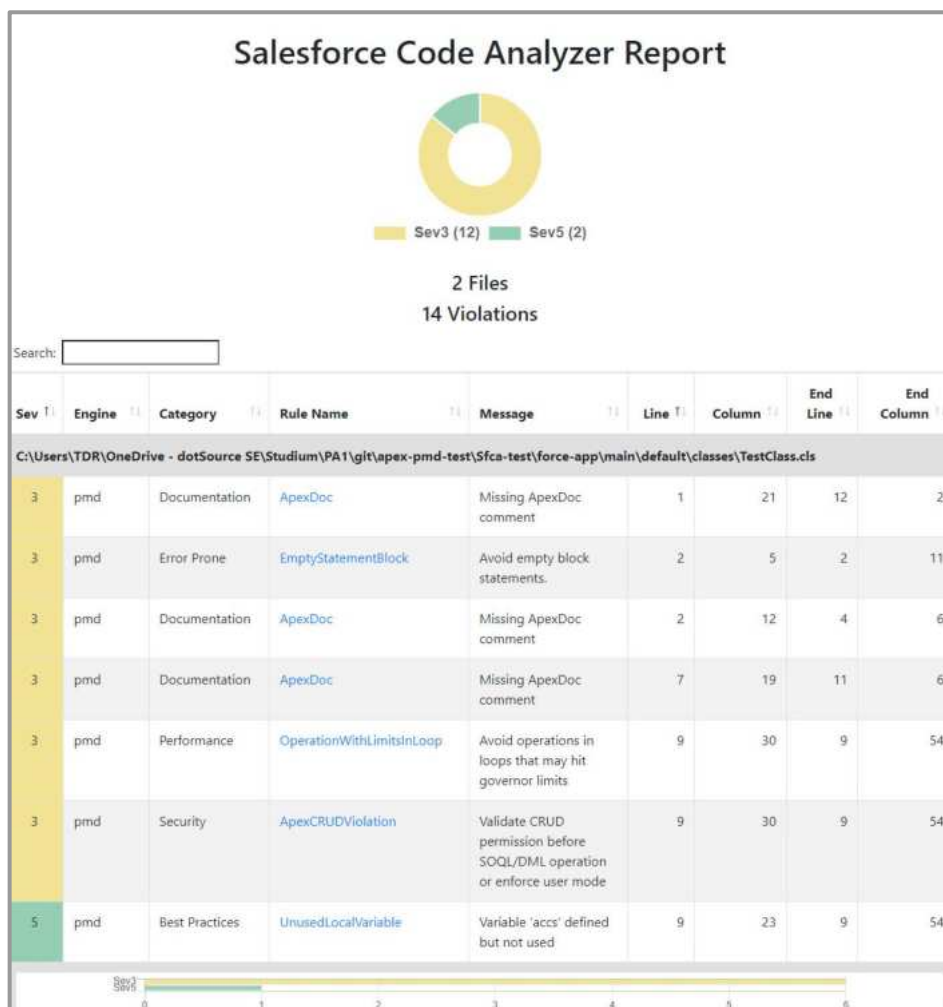 Salesforce Code Analyzer Report
Sev3 (12) Sev5 (2)
2 Files
14 Violations
Search:
Sev Engine Category Rule Name Message Line Column End Line End Column
C:\Users\TDR\OneDrive - dotSource SE\Studium\PA1\git\apex-pmd-test\Sfca-test\force-app\main\default\classes\TestClass.cls
3 pmd Documentation ApexDoc Missing ApexDoc 1 21 12 2
comment
3 pmd Error Prone EmptyStatementBlock Avoid empty block 2 5 2 11
statements.
3 pmd Documentation ApexDoc Missing ApexDoc 2 12 4 6
comment
3 pmd Documentation ApexDoc Missing ApexDoc 7 19 11 6
comment
3 pmd Performance OperationWithLimitsInLoop Avoid operations in 9 30 9 54
loops that may hit
governor limits
3 pmd Security ApexCRUDViolation Validate CRUD 9 30 9 54
permission before
SOQL/DML operation
or enforce user mode
5 pmd Best Practices UnusedLocalVariable Variable 'accs' defined 9 23 9 54
but not used
Sev3
Sev5
0 1 2 3 4 5 6